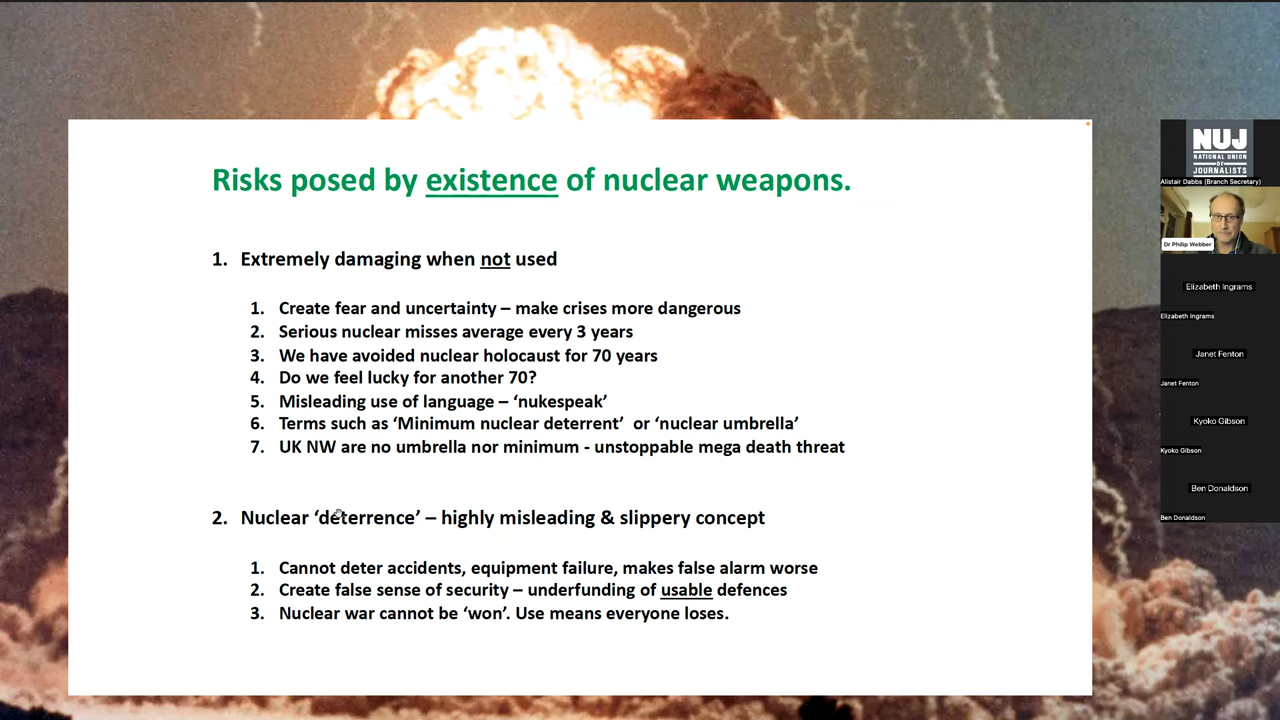 Risks posed by existence of nuclear weapons.
1. Extremely damaging when not used
1. Create fear and uncertainty – make crises more dangerous
2. Serious nuclear misses average every 3 years
3. We have avoided nuclear holocaust for 70 years
4. Do we feel lucky for another 70?
5. Misleading use of language – ‘nukespeak’
6. Terms such as ‘Minimum nuclear deterrent’ or ‘nuclear umbrella’
7. UK NW are no umbrella nor minimum - unstoppable mega death threat
2. Nuclear ‘deterrence’ – highly misleading & slippery concept
1. Cannot deter accidents, equipment failure, makes false alarm worse
2. Create false sense of security – underfunding of usable defences
3. Nuclear war cannot be ‘won’. Use means everyone loses.
NUJ
NATIONAL UNION
OF
JOURNALISTS
Alistair Dabbs (Branch Secretary)
Dr Philip Webber
Elizabeth Ingrams
Elizabeth Ingrams
Janet Fenton
Janet Fenton
Kyoko Gibson
Kyoko Gibson
Ben Donaldson
Ben Donaldson